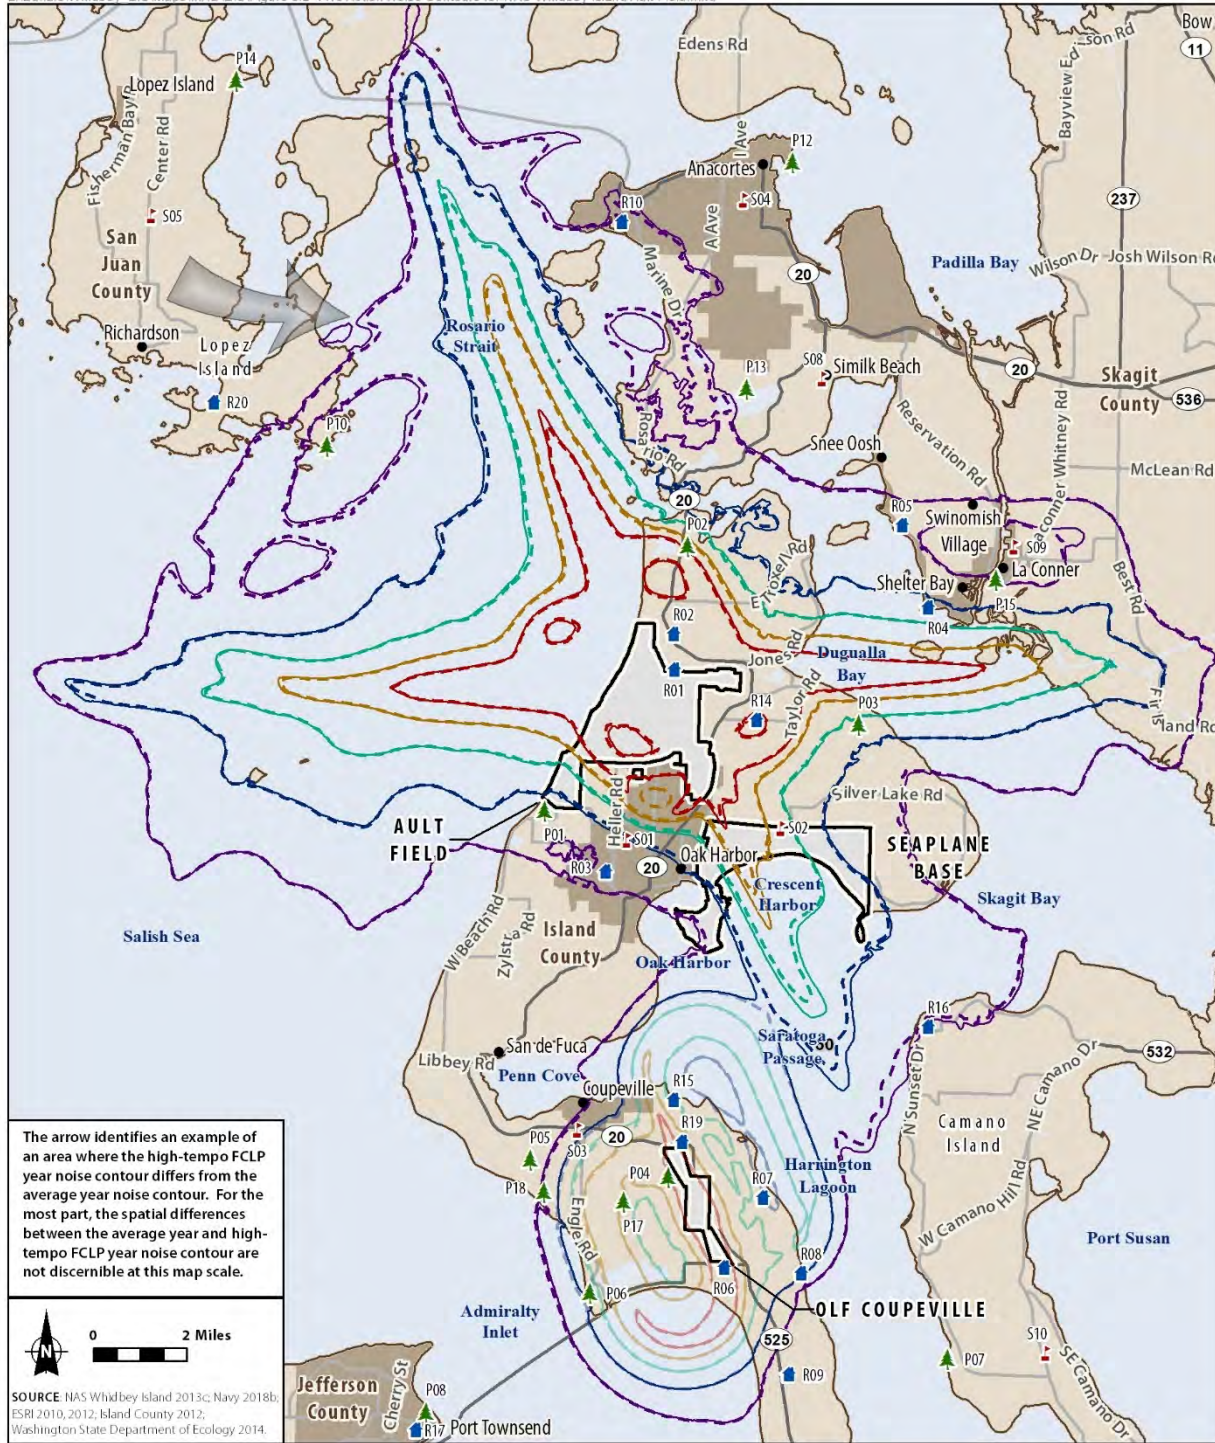 Edens Rd
Bow
11
P14
Lopez Island
Fisherman Bay
Center Rd
I Ave
Bayview Ed
son Rd
P12
Anacortes
S05
R10
S04
A Ave
237
San
Juan
County
Marine Dr
20
Padilla Bay
Wilson Dr
Josh Wilson Rd
Richardson
Lopez
Island
Rosario
Strait
S08
Similk Beach
P13
20
Skagit
County
536
R20
P10
Rosario Rd
Reservation Rd
LaConner Whitney Rd
Snee Oosh
McLean Rd
20
P02
R05
Swinomish
Village
S09
La Conner
E Troxell Rd
Shelter Bay
P15
Best Rd
R02
R04
Jones Rd
Dugualla
Bay
R01
Taylor Rd
R14
P03
Fir Is
land Rd
Silver Lake Rd
AULT
FIELD
P01
Heller Rd
S01
S02
R03
20
Oak Harbor
SEAPLANE
BASE
Crescent
Harbor
Skagit Bay
Salish Sea
W Beach Rd
Zylstra Rd
Island
County
Oak Harbor
R16
San de Fuca
Saratoga
Passage
60
532
Libbey Rd
Penn Cove
R15
Coupeville
N Sunset Dr
NE Camano Dr
Camano
Island
The arrow identifies an example of
an area where the high-tempo FCLP
year noise contour differs from the
average year noise contour. For the
most part, the spatial differences
between the average year and high-
tempo FCLP year noise contour are
not discernible at this map scale.
P05
S03
20
R19
P04
Harrington
Lagoon
R07
P18
P17
Engle Rd
W Camano Hill Rd
Port Susan
R08
R06
P06
OLF COUPEVILLE
Admiralty
Inlet
525
N
0 2 Miles
S10
P07
SE Camano Dr
R09
Jefferson
County
Cherry St
P08
R17
Port Townsend
SOURCE: NAS Whidbey Island 2013c; Navy 2018b;
ESRI 2010, 2012; Island County 2012;
Washington State Department of Ecology 2014.